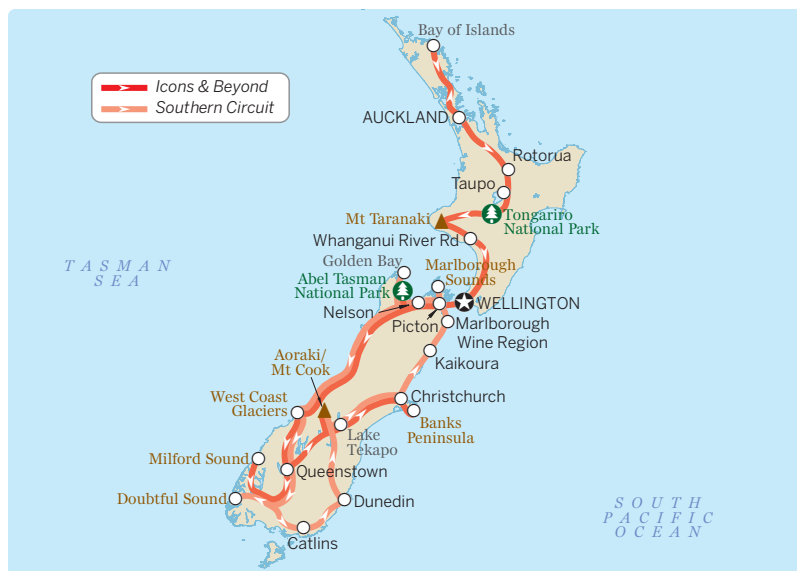 Bay of Islands
Icons & Beyond
Southern Circuit
AUCKLAND
Rotorua
Taupo
Mt Taranaki
Tongariro
National Park
Whanganui River Rd
Golden Bay
Marlborough
Sounds
TASMAN
SEA
Abel Tasman
National Park
Nelson
WELLINGTON
Picton
Marlborough
Wine Region
Kaikoura
Aoraki/
Mt Cook
West Coast
Glaciers
Christchurch
Banks
Peninsula
Lake
Tekapo
Milford Sound
Queenstown
Doubtful Sound
Dunedin
Catlins
SOUTH
PACIFIC
OCEAN